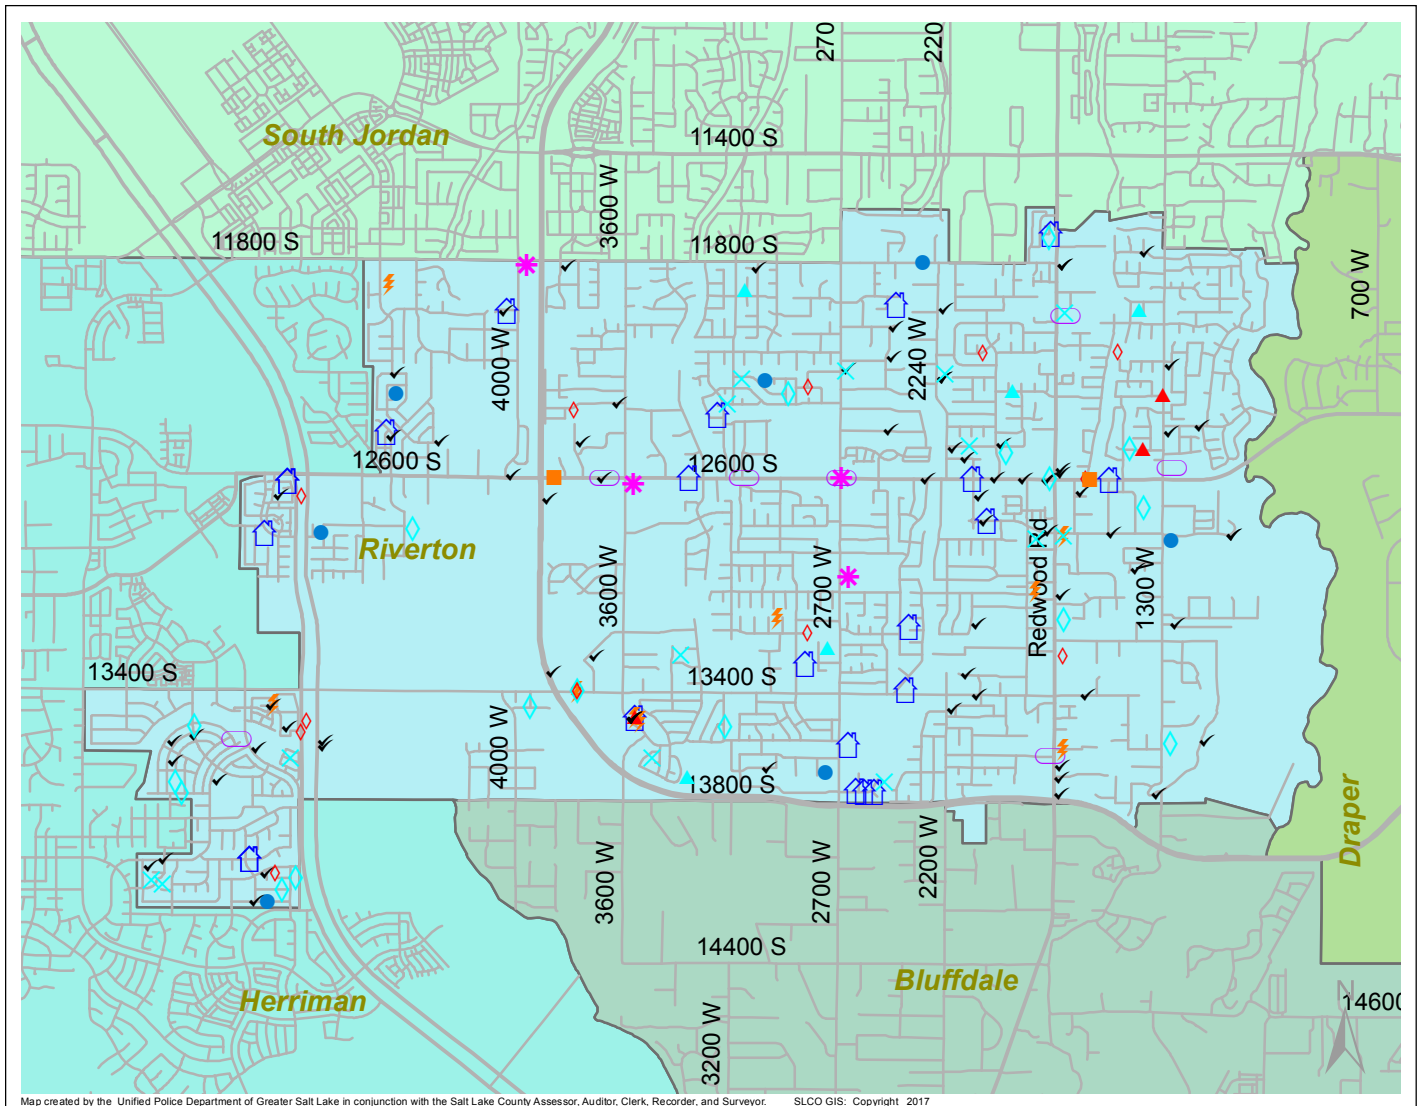 270
220
South Jordan
11400 S
3600 W
11800 S
11800 S
700 W
4000 W
2240 W
12600 S
12600 S
Riverton
3600 W
2700 W
Redwood Rd
1300 W
13400 S
13400 S
4000 W
13800 S
Draper
3600 W
2700 W
2200 W
14400 S
Herriman
Bluffdale
14600
3200 W
Map created by the Unified Police Department of Greater Salt Lake in conjunction with the Salt Lake County Assessor, Auditor, Clerk, Recorder, and Surveyor. SLCO GIS: Copyright 2017